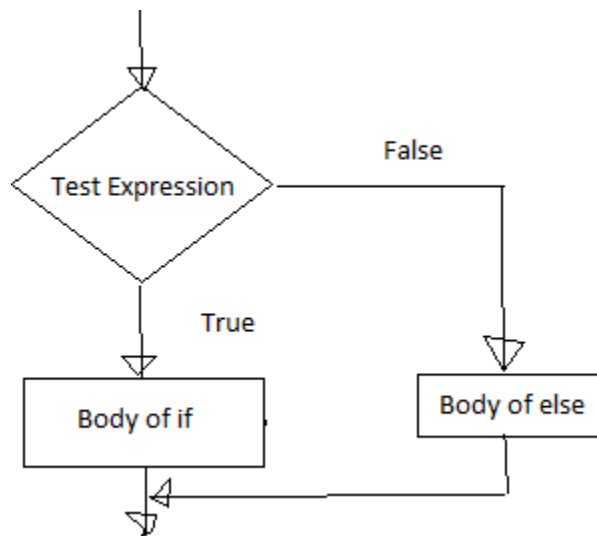 False
Test Expression
True
Body of if
Body of else